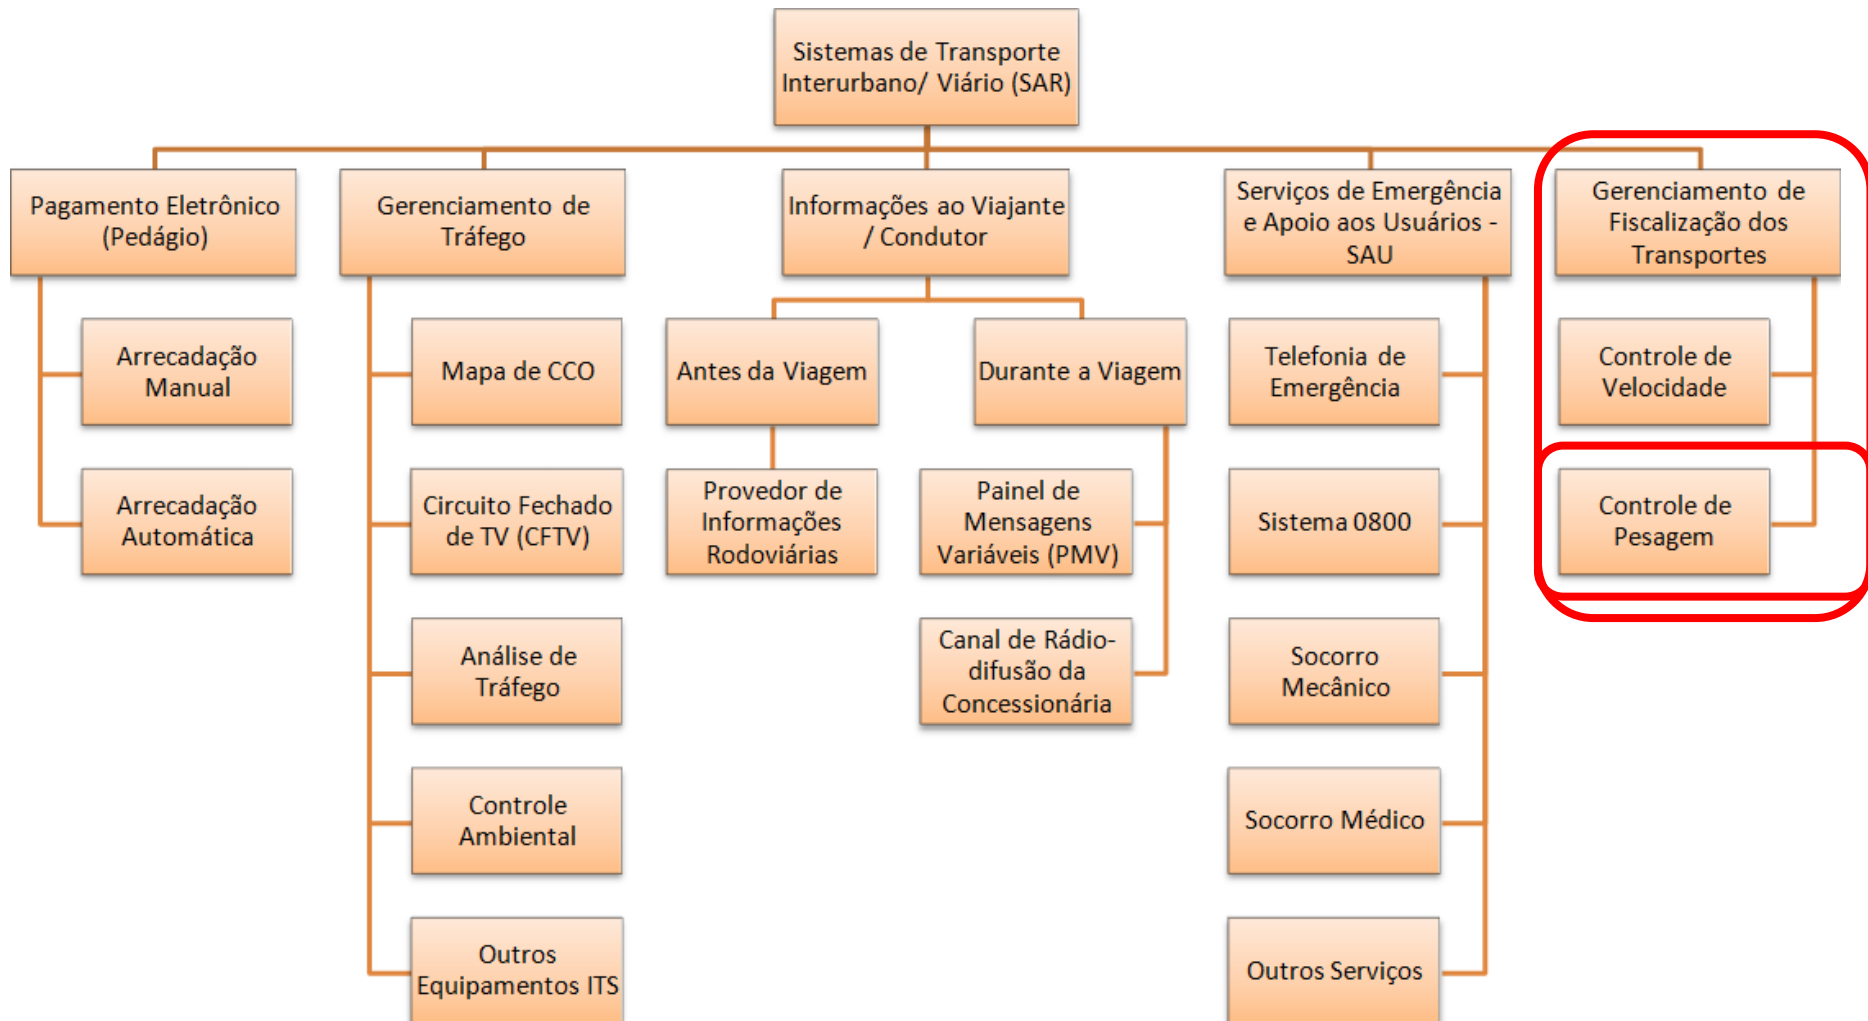 Sistemas de Transporte
Interurbano/ Viário (SAR)
Pagamento Eletrônico
(Pedágio)
Arrecadação
Manual
Arrecadação
Automática
Gerenciamento de
Tráfego
Mapa de CCO
Circuito Fechado
de TV (CFTV)
Análise de
Tráfego
Controle
Ambiental
Outros
Equipamentos ITS
Informações ao Viajante
/ Condutor
Antes da Viagem
Provedor de
Informações
Rodoviárias
Durante a Viagem
Painel de
Mensagens
Variáveis (PMV)
Canal de Rádio-
difusão da
Concessionária
Serviços de Emergência
e Apoio aos Usuários -
SAU
Telefonia de
Emergência
Sistema 0800
Socorro
Mecânico
Socorro Médico
Outros Serviços
Gerenciamento de
Fiscalização dos
Transportes
Controle de
Velocidade
Controle de
Pesagem